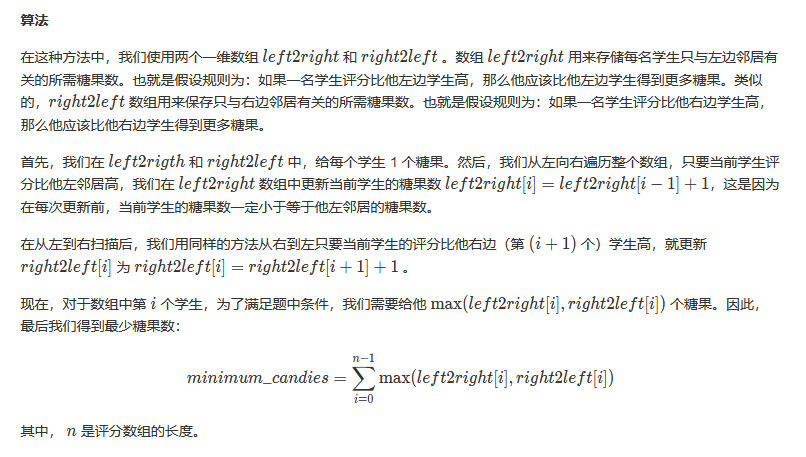 算法
在这种方法中，我们使用两个一维数组 left2right 和 right2left 。数组 left2right 用来存储每名学生只与左边邻居有
关的所需糖果数。也就是假设规则为：如果一名学生评分比他左边学生高，那么他应该比他左边学生得到更多糖果。类似
的，right2left 数组用来保存只与右边邻居有关的所需糖果数。也就是假设规则为：如果一名学生评分比他右边学生高，
那么他应该比他右边学生得到更多糖果。
首先，我们在 left2rigth 和 right2left 中，给每个学生 1 个糖果。然后，我们从左向右遍历整个数组，只要当前学生评
分比他左邻居高，我们在 left2right 数组中更新当前学生的糖果数 left2right[i] = left2right[i − 1] + 1，这是因为
在每次更新前，当前学生的糖果数一定小于等于他左邻居的糖果数。
在从左到右扫描后，我们用同样的方法从右到左只要当前学生的评分比他右边（第 (i + 1) 个）学生高，就更新
right2left[i] 为 right2left[i] = right2left[i + 1] + 1 。
现在，对于数组中第 i 个学生，为了满足题中条件，我们需要给他 max(left2right[i], right2left[i]) 个糖果。因此，
最后我们得到最少糖果数：
minimum_candies = ∑_{i=0}^{n−1} max(left2right[i], right2left[i])
其中， n 是评分数组的长度。